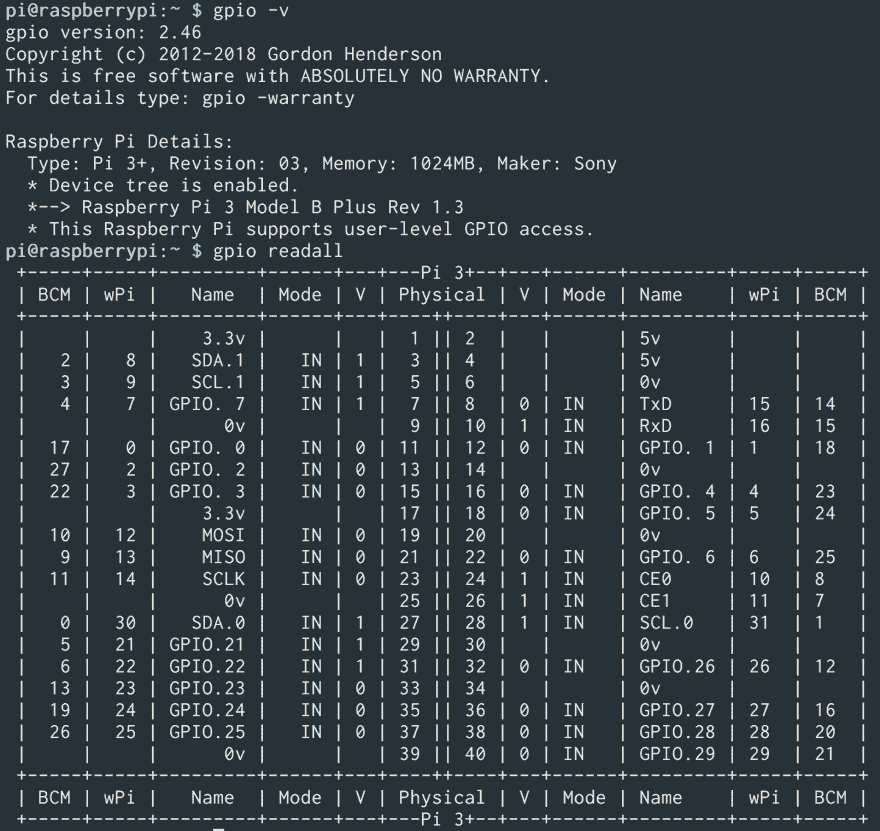 pi@raspberrypi:~ $ gpio -v
gpio version: 2.46
Copyright (c) 2012-2018 Gordon Henderson
This is free software with ABSOLUTELY NO WARRANTY.
For details type: gpio -warranty

Raspberry Pi Details:
  Type: Pi 3+, Revision: 03, Memory: 1024MB, Maker: Sony
  * Device tree is enabled.
  *--> Raspberry Pi 3 Model B Plus Rev 1.3
  * This Raspberry Pi supports user-level GPIO access.
pi@raspberrypi:~ $ gpio readall
 +-----+-----+---------+------+---+---Pi 3+--+---+------+---------+-----+-----+
 | BCM | wPi |   Name  | Mode | V | Physical | V | Mode | Name    | wPi | BCM |
 +-----+-----+---------+------+---+----++----+---+------+---------+-----+-----+
 |     |     |    3.3v |      |   |  1 || 2  |   |      | 5v      |     |     |
 |   2 |   8 |   SDA.1 |   IN | 1 |  3 || 4  |   |      | 5v      |     |     |
 |   3 |   9 |   SCL.1 |   IN | 1 |  5 || 6  |   |      | 0v      |     |     |
 |   4 |   7 | GPIO. 7 |   IN | 1 |  7 || 8  | 0 | IN   | TxD     | 15  | 14  |
 |     |     |      0v |      |   |  9 || 10 | 1 | IN   | RxD     | 16  | 15  |
 |  17 |   0 | GPIO. 0 |   IN | 0 | 11 || 12 | 0 | IN   | GPIO. 1 | 1   | 18  |
 |  27 |   2 | GPIO. 2 |   IN | 0 | 13 || 14 |   |      | 0v      |     |     |
 |  22 |   3 | GPIO. 3 |   IN | 0 | 15 || 16 | 0 | IN   | GPIO. 4 | 4   | 23  |
 |     |     |    3.3v |      |   | 17 || 18 | 0 | IN   | GPIO. 5 | 5   | 24  |
 |  10 |  12 |    MOSI |   IN | 0 | 19 || 20 |   |      | 0v      |     |     |
 |   9 |  13 |    MISO |   IN | 0 | 21 || 22 | 0 | IN   | GPIO. 6 | 6   | 25  |
 |  11 |  14 |    SCLK |   IN | 0 | 23 || 24 | 1 | IN   | CE0     | 10  | 8   |
 |     |     |      0v |      |   | 25 || 26 | 1 | IN   | CE1     | 11  | 7   |
 |   0 |  30 |   SDA.0 |   IN | 1 | 27 || 28 | 1 | IN   | SCL.0   | 31  | 1   |
 |   5 |  21 | GPIO.21 |   IN | 1 | 29 || 30 |   |      | 0v      |     |     |
 |   6 |  22 | GPIO.22 |   IN | 1 | 31 || 32 | 0 | IN   | GPIO.26 | 26  | 12  |
 |  13 |  23 | GPIO.23 |   IN | 0 | 33 || 34 |   |      | 0v      |     |     |
 |  19 |  24 | GPIO.24 |   IN | 0 | 35 || 36 | 0 | IN   | GPIO.27 | 27  | 16  |
 |  26 |  25 | GPIO.25 |   IN | 0 | 37 || 38 | 0 | IN   | GPIO.28 | 28  | 20  |
 |     |     |      0v |      |   | 39 || 40 | 0 | IN   | GPIO.29 | 29  | 21  |
 +-----+-----+---------+------+---+----++----+---+------+---------+-----+-----+
 | BCM | wPi |   Name  | Mode | V | Physical | V | Mode | Name    | wPi | BCM |
 +-----+-----+---------+------+---+---Pi 3+--+---+------+---------+-----+-----+